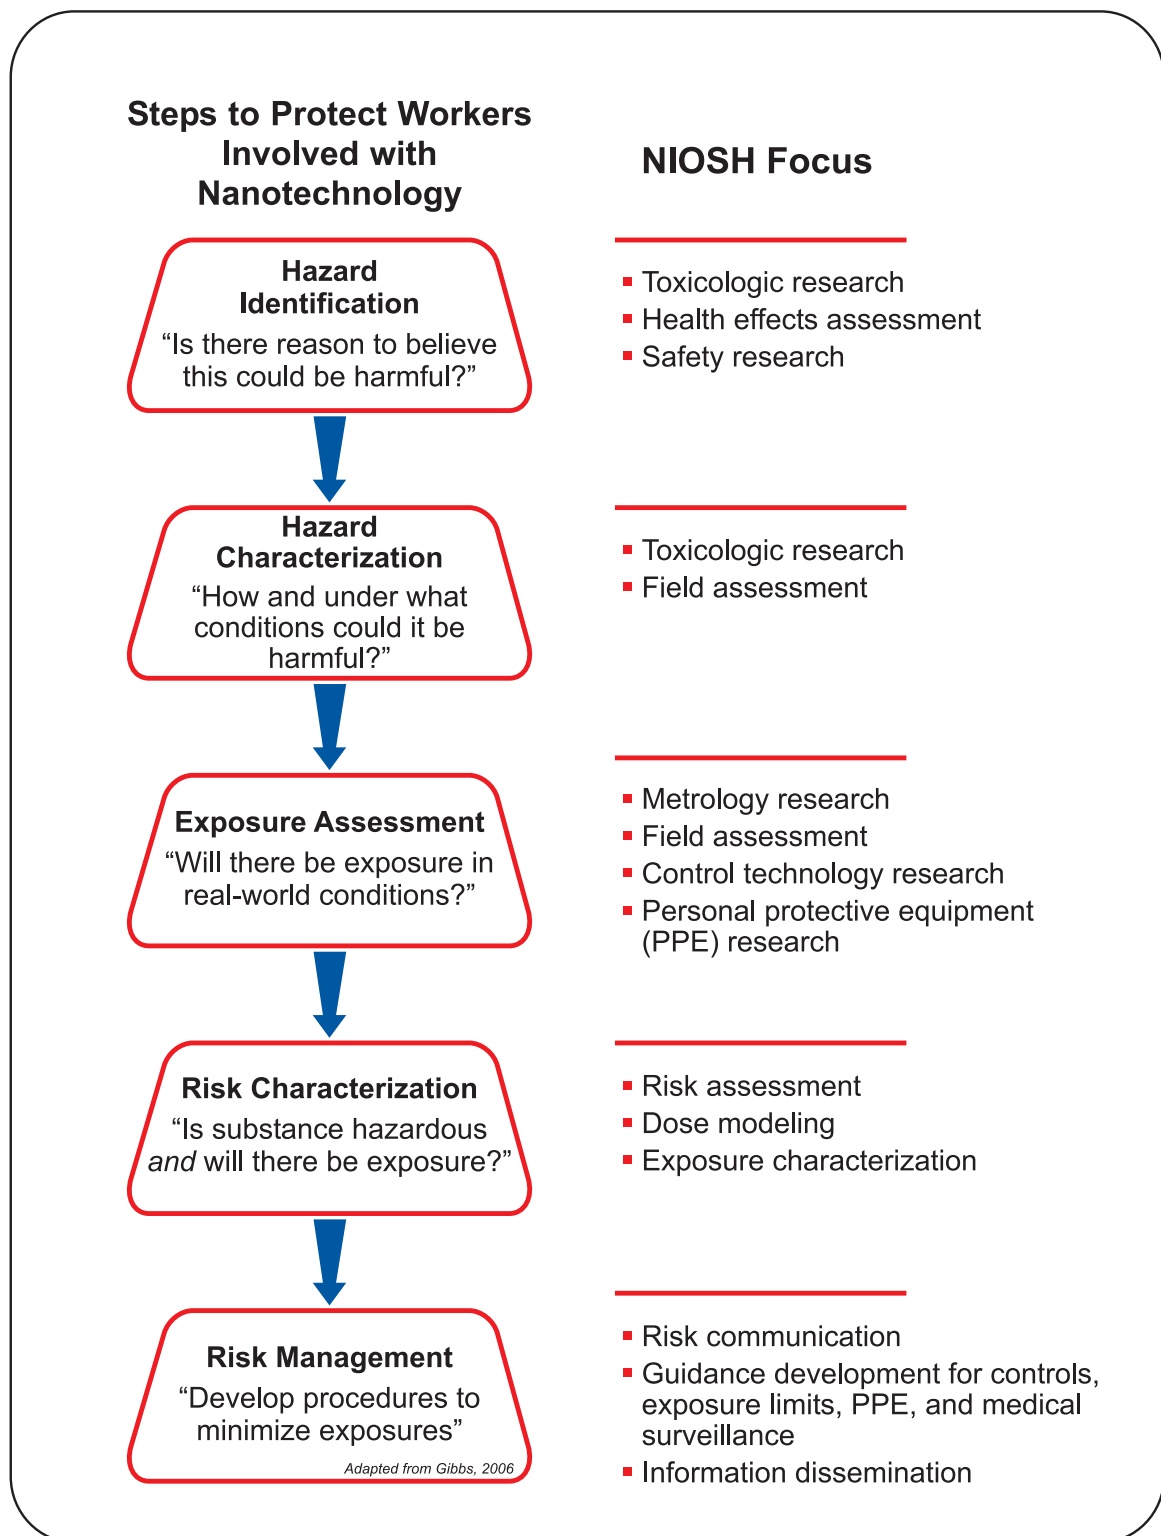 Steps to Protect Workers
Involved with
Nanotechnology
NIOSH Focus
Hazard
Identification
“Is there reason to believe
this could be harmful?”
▪ Toxicologic research
▪ Health effects assessment
▪ Safety research
Hazard
Characterization
“How and under what
conditions could it be
harmful?”
▪ Toxicologic research
▪ Field assessment
Exposure Assessment
“Will there be exposure in
real-world conditions?”
▪ Metrology research
▪ Field assessment
▪ Control technology research
▪ Personal protective equipment
(PPE) research
Risk Characterization
“Is substance hazardous
and will there be exposure?”
▪ Risk assessment
▪ Dose modeling
▪ Exposure characterization
Risk Management
“Develop procedures to
minimize exposures”
Adapted from Gibbs, 2006
▪ Risk communication
▪ Guidance development for controls,
exposure limits, PPE, and medical
surveillance
▪ Information dissemination